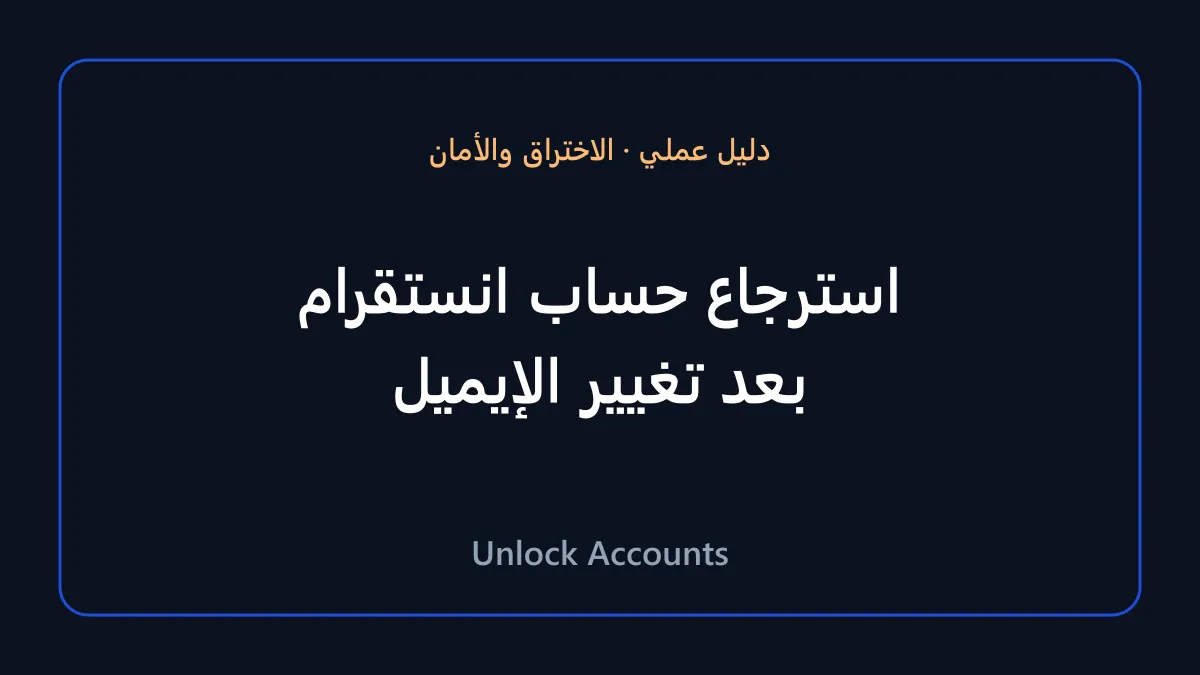 دليل عملي · الاختراق والأمان
استرجاع حساب انستقرام
بعد تغيير الإيميل
Unlock Accounts